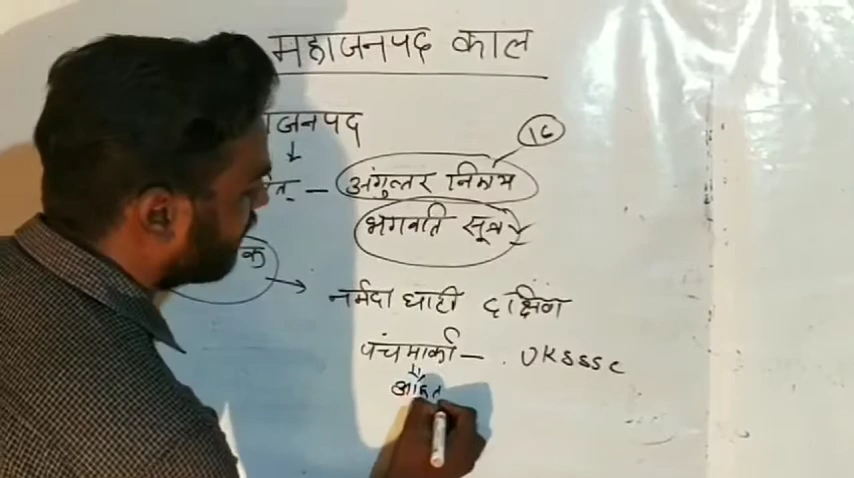 महाजनपद काल
जनपद
16
अंगुत्तर निकाय
भगवति सूत्र
क
नर्मदा घाटी दक्षिण
पंचमार्का — UKSSSC
आहत